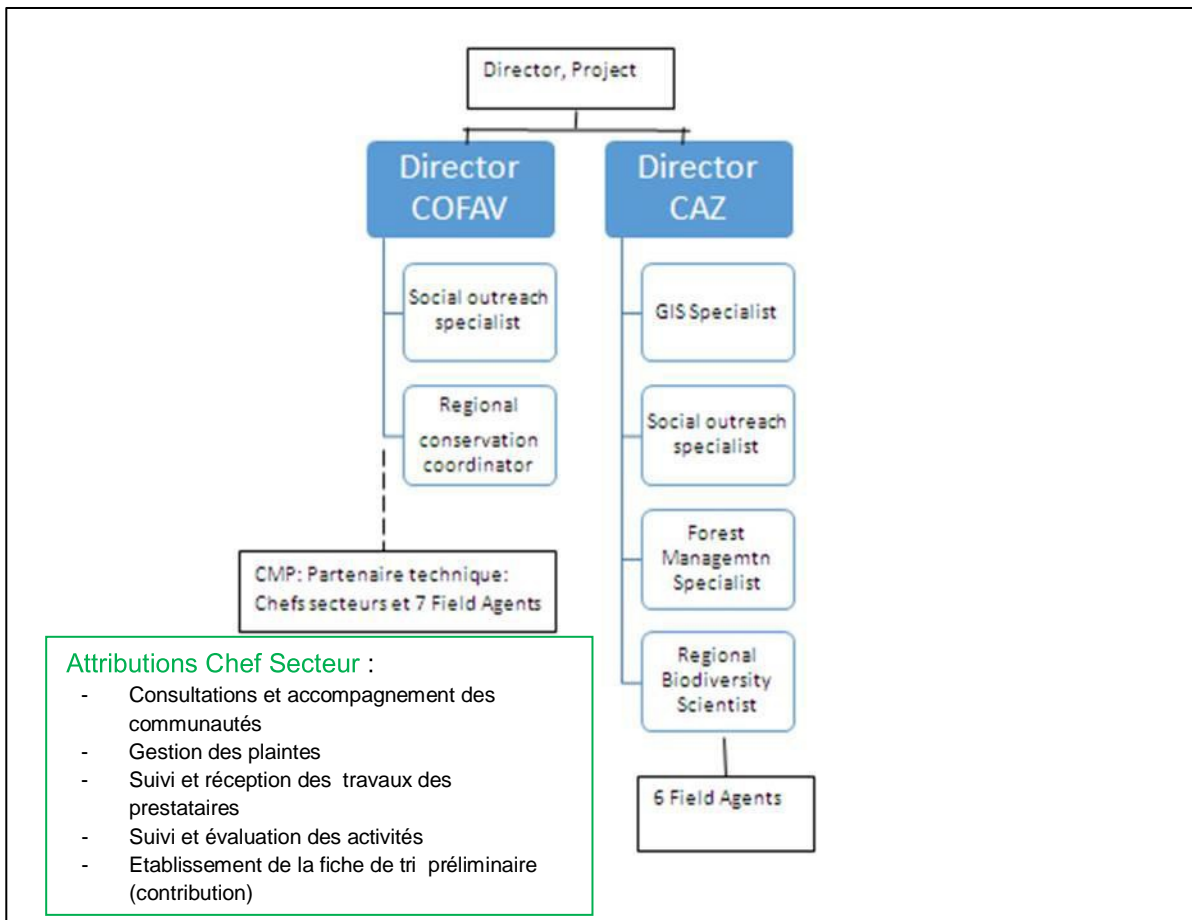 Director, Project
Director
COFAV
Director
CAZ
Social outreach
specialist
Regional
conservation
coordinator
CMP: Partenaire technique:
Chefs secteurs et 7 Field Agents
GIS Specialist
Social outreach
specialist
Forest
Managemtn
Specialist
Regional
Biodiversity
Scientist
6 Field Agents
Attributions Chef Secteur :
- Consultations et accompagnement des
communautés
- Gestion des plaintes
- Suivi et réception des travaux des
prestataires
- Suivi et évaluation des activités
- Etablissement de la fiche de tri préliminaire
(contribution)